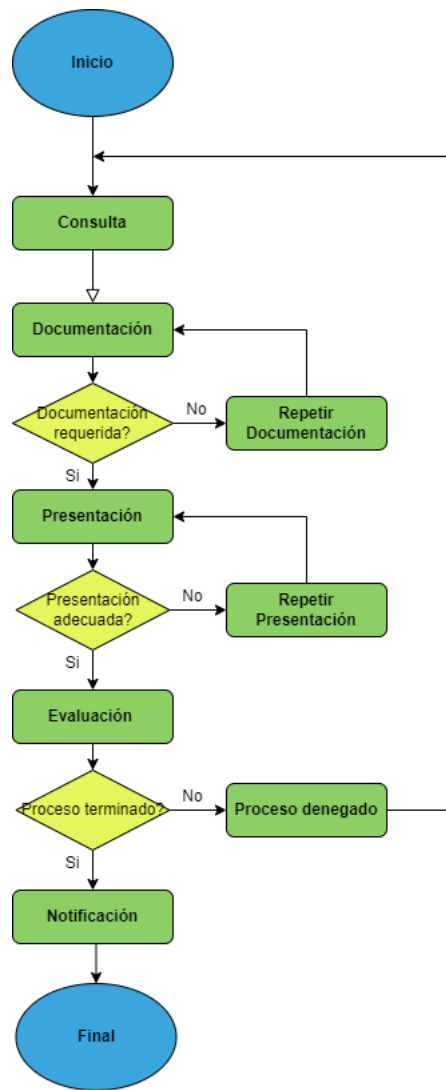 Inicio
Consulta
Documentación
Documentación
requerida?
No
Repetir
Documentación
Si
Presentación
Presentación
adecuada?
No
Repetir
Presentación
Si
Evaluación
Proceso terminado?
No
Proceso denegado
Si
Notificación
Final